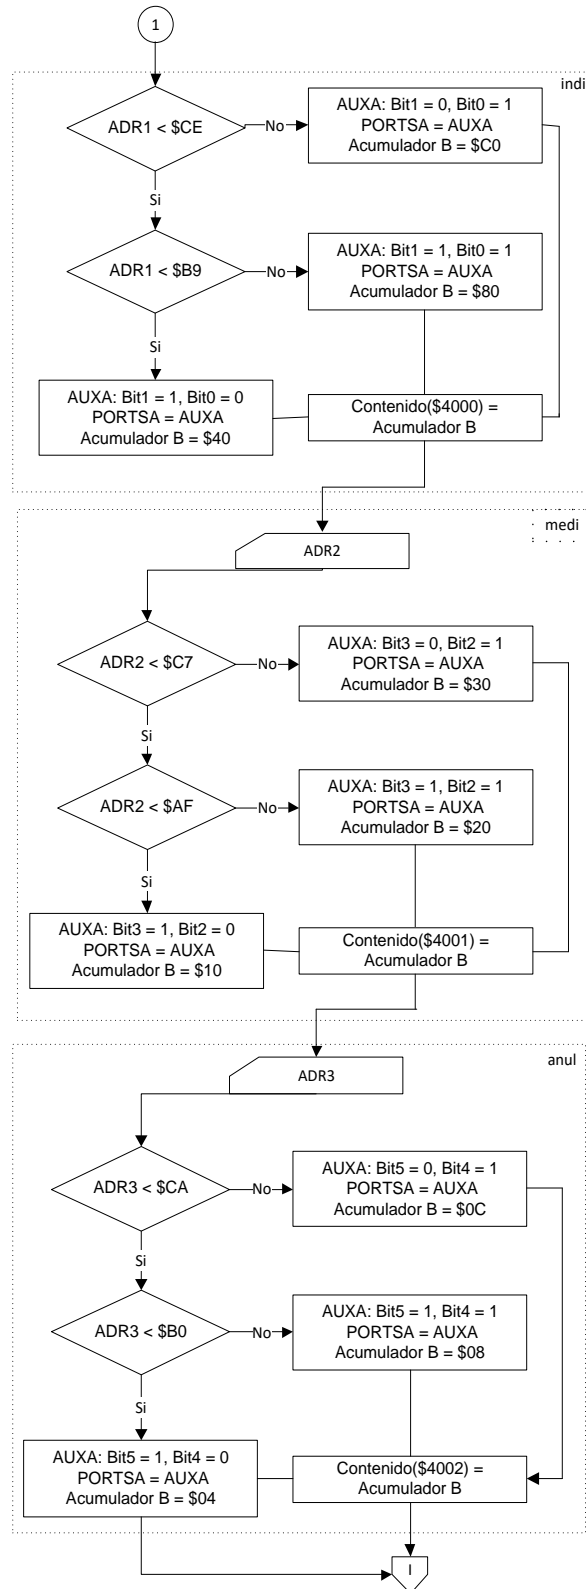 1
indi
ADR1 < $CE
No
AUXA: Bit1 = 0, Bit0 = 1
PORTSA = AUXA
Acumulador B = $C0
Si
ADR1 < $B9
No
AUXA: Bit1 = 1, Bit0 = 1
PORTSA = AUXA
Acumulador B = $80
Si
AUXA: Bit1 = 1, Bit0 = 0
PORTSA = AUXA
Acumulador B = $40
Contenido($4000) =
Acumulador B
medi
ADR2
ADR2 < $C7
No
AUXA: Bit3 = 0, Bit2 = 1
PORTSA = AUXA
Acumulador B = $30
Si
ADR2 < $AF
No
AUXA: Bit3 = 1, Bit2 = 1
PORTSA = AUXA
Acumulador B = $20
Si
AUXA: Bit3 = 1, Bit2 = 0
PORTSA = AUXA
Acumulador B = $10
Contenido($4001) =
Acumulador B
anul
ADR3
ADR3 < $CA
No
AUXA: Bit5 = 0, Bit4 = 1
PORTSA = AUXA
Acumulador B = $0C
Si
ADR3 < $B0
No
AUXA: Bit5 = 1, Bit4 = 1
PORTSA = AUXA
Acumulador B = $08
Si
AUXA: Bit5 = 1, Bit4 = 0
PORTSA = AUXA
Acumulador B = $04
Contenido($4002) =
Acumulador B
I